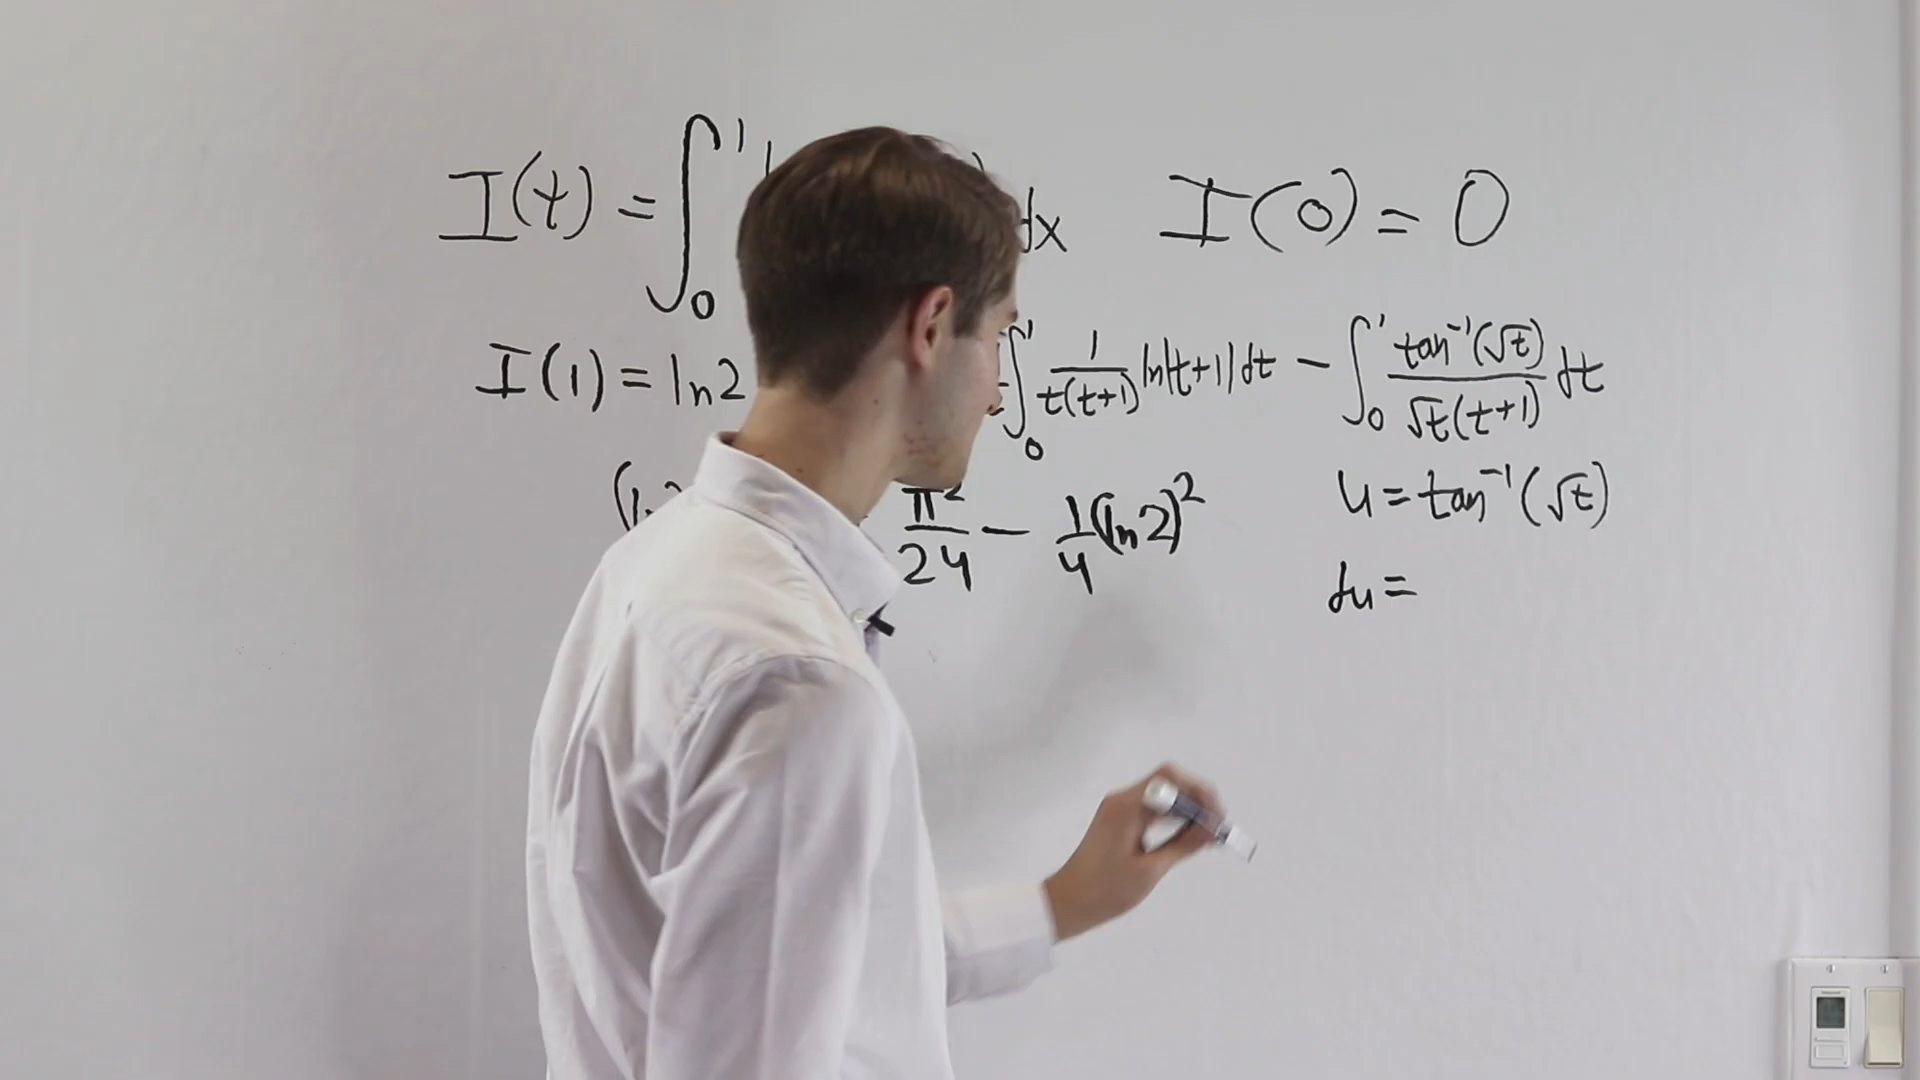 I(t) = ∫₀¹ dx I(0) = 0
I(1) = ln2 ∫₀¹ 1/(t(t+1)) ln|t+1| dt − ∫₀¹ tan⁻¹(√t)/(√t(t+1)) dt
π²/24 − 1/4 (ln2)² u = tan⁻¹(√t)
du =